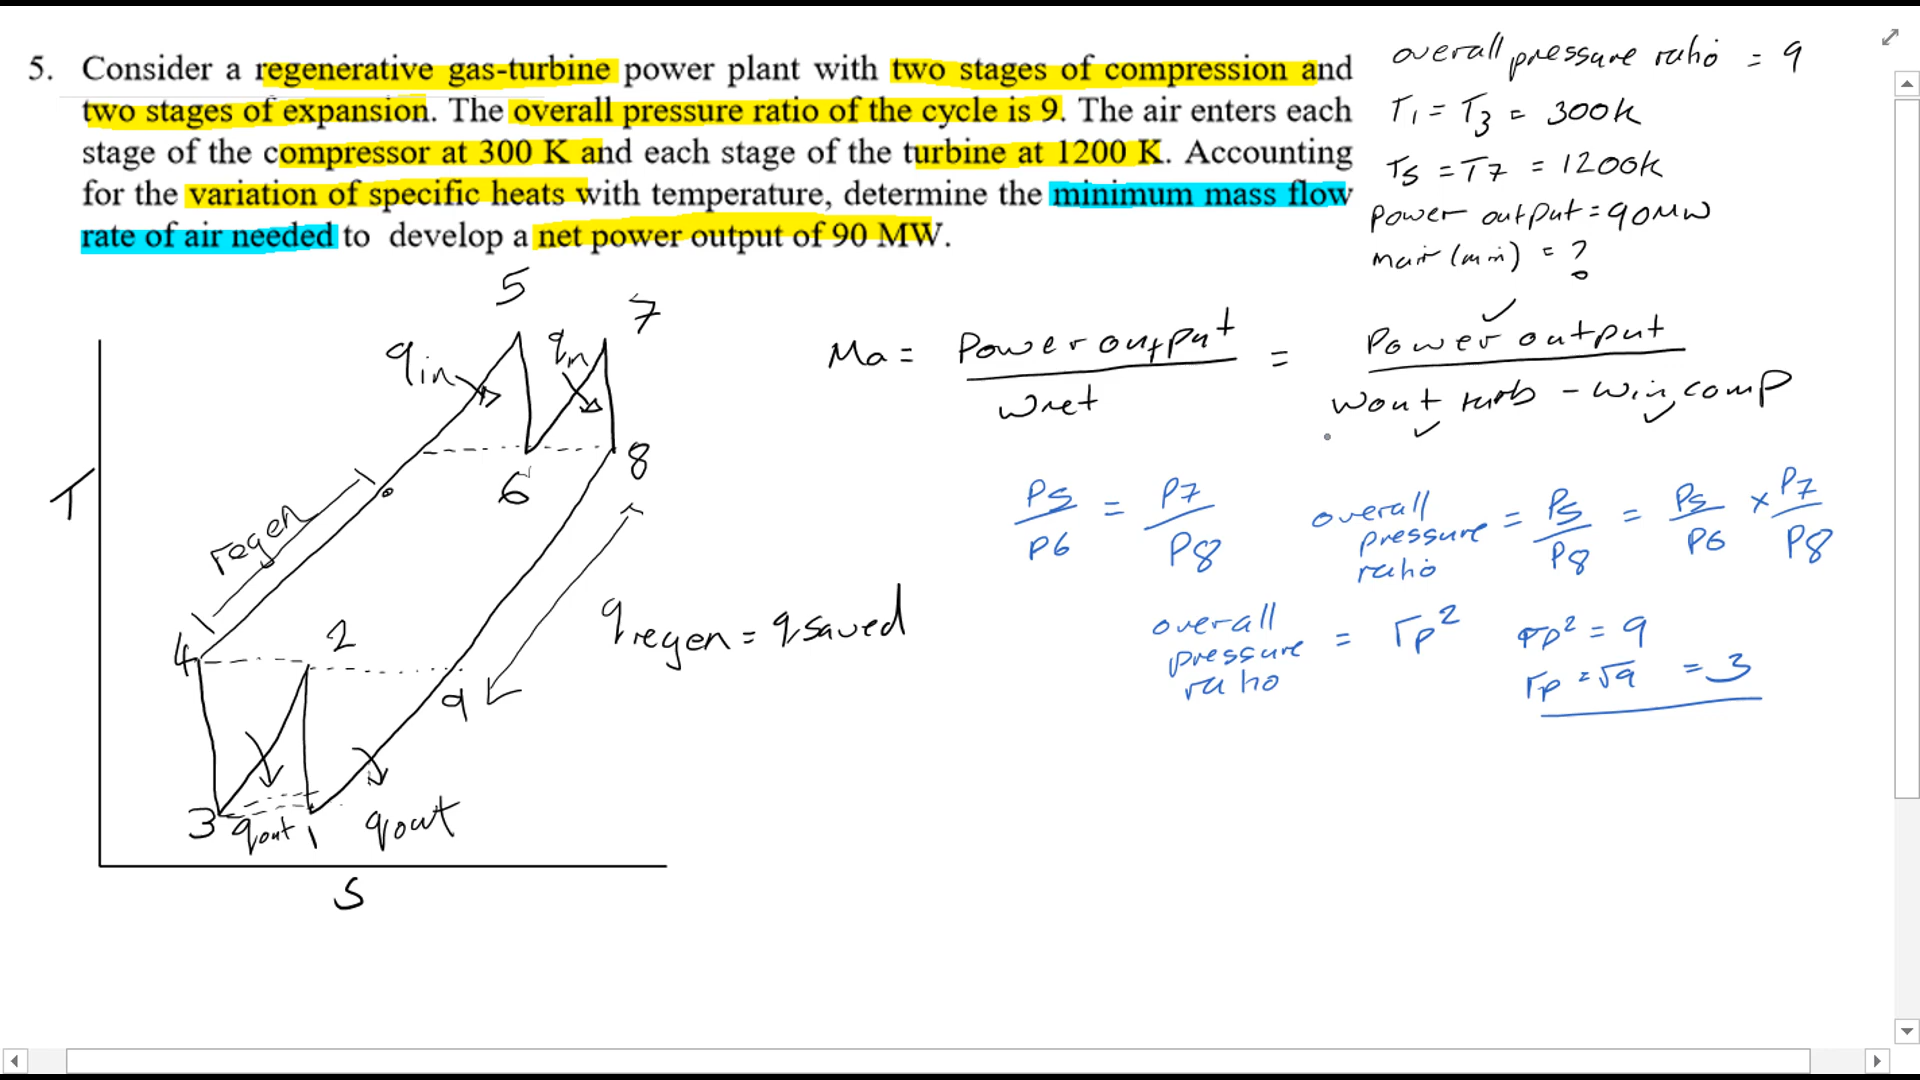 5. Consider a regenerative gas-turbine power plant with two stages of compression and
two stages of expansion. The overall pressure ratio of the cycle is 9. The air enters each
stage of the compressor at 300 K and each stage of the turbine at 1200 K. Accounting
for the variation of specific heats with temperature, determine the minimum mass flow
rate of air needed to develop a net power output of 90 MW.
overall pressure ratio = 9
T1 = T3 = 300k
T5 = T7 = 1200k
Power output = 90MW
mair (min) = ?
Ma = Power output / Wnet = Power output / Wout turb - win, comp
P5/P6 = P7/P8
overall pressure ratio = P5/P8 = P5/P6 x P7/P8
overall pressure ratio = rp²
rp² = 9
rp = √9 = 3
T
5
7
qin
qin
6
8
regen
4
2
9
qregen = qsaved
3
qout
1
qout
S